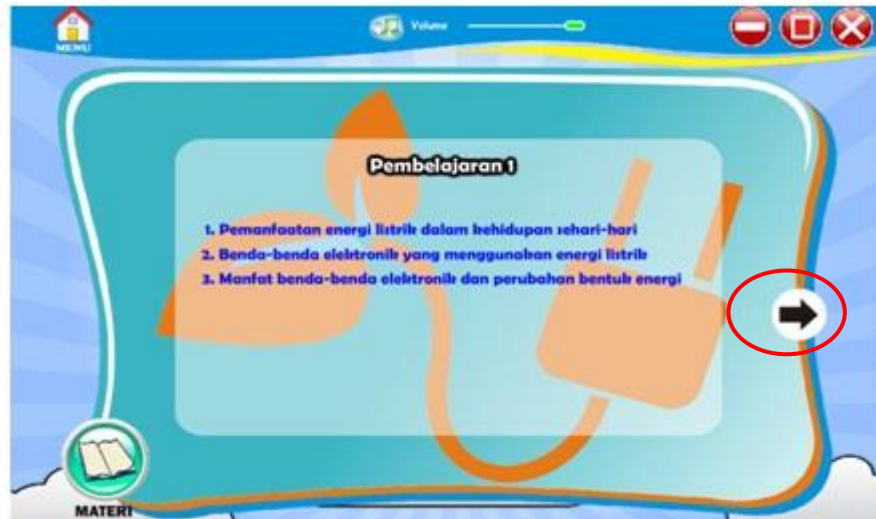 MENU
Volume
Pembelajaran 1
1. Pemanfaatan energi listrik dalam kehidupan sehari-hari
2. Benda-benda elektronik yang menggunakan energi listrik
3. Manfat benda-benda elektronik dan perubahan bentuk energi
MATERI